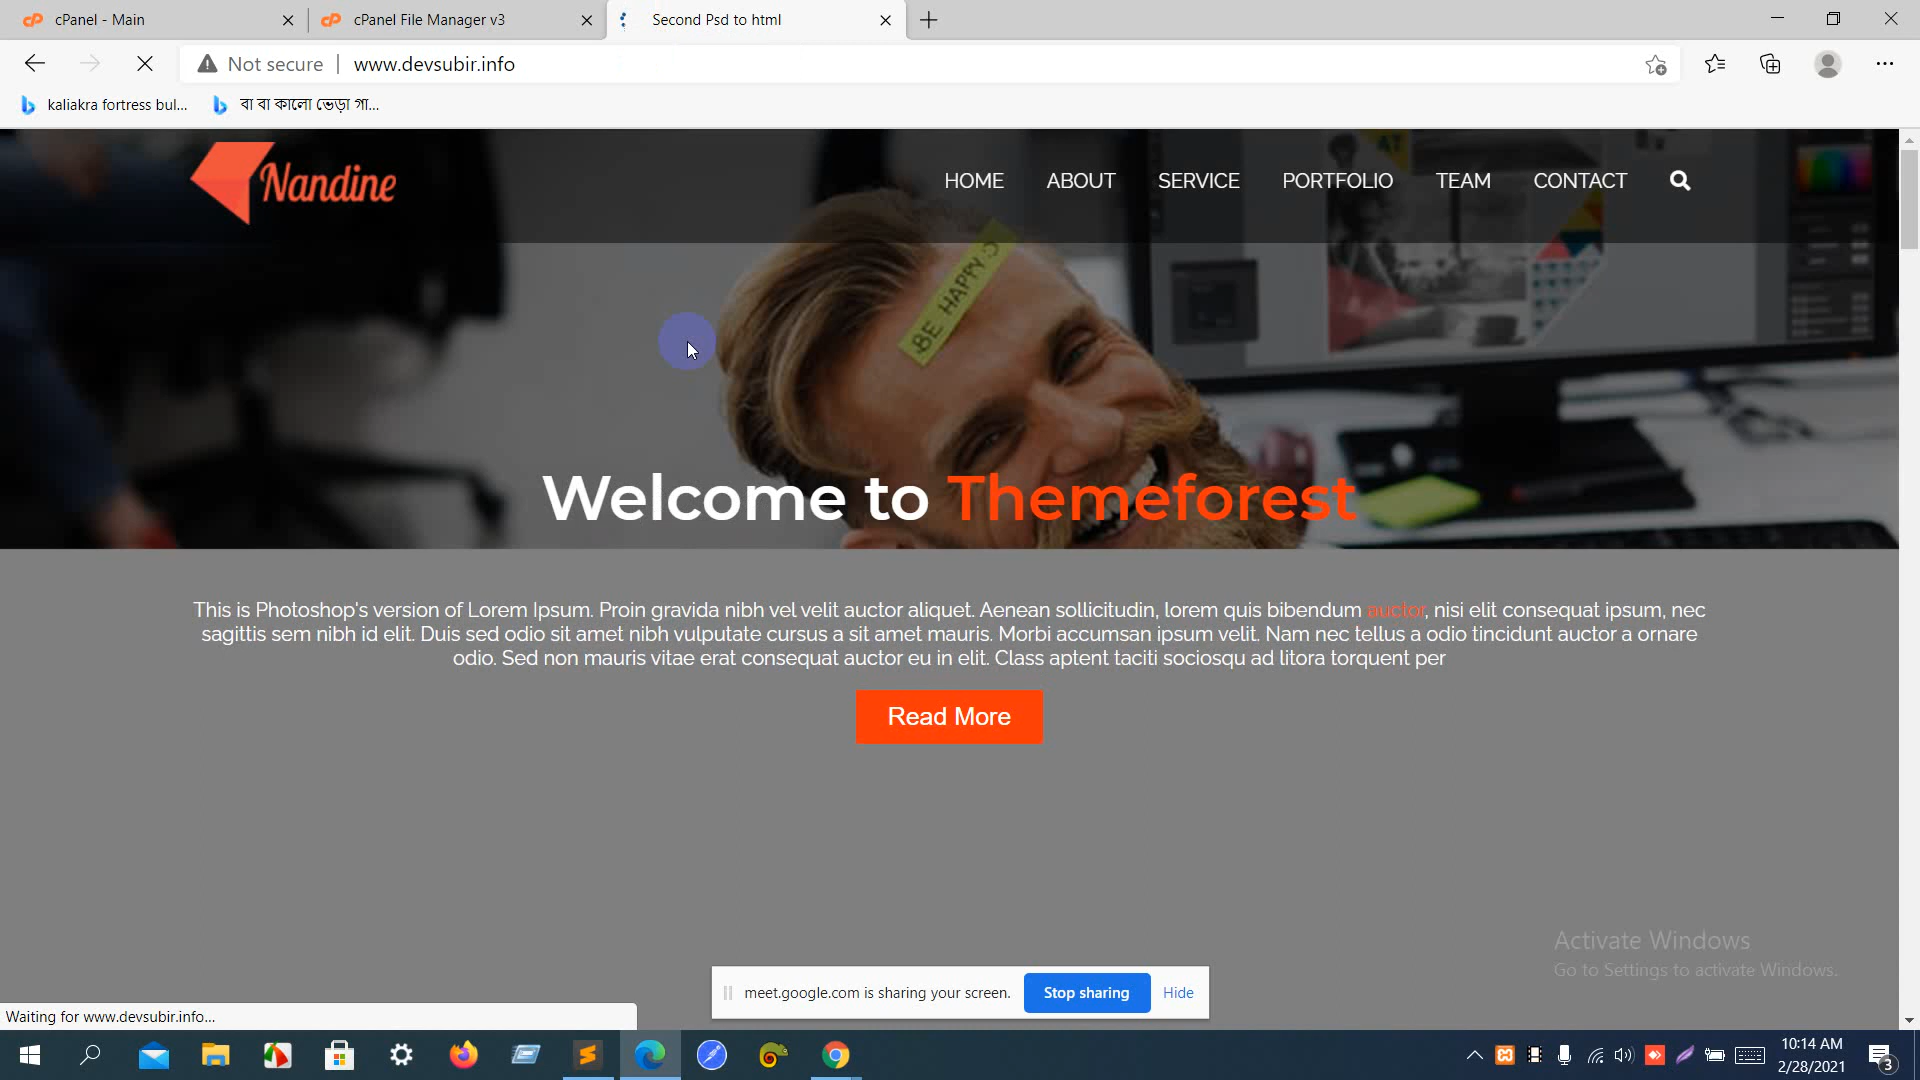 cPanel - Main
cPanel File Manager v3
Second Psd to html
Not secure
www.devsubir.info
kaliakra fortress bul...
বা বা কালো ভেড়া গা...
Nandine
HOME
ABOUT
SERVICE
PORTFOLIO
TEAM
CONTACT
BE HAPPY
Welcome to Themeforest
This is Photoshop's version of Lorem Ipsum. Proin gravida nibh vel velit auctor aliquet. Aenean sollicitudin, lorem quis bibendum auctor, nisi elit consequat ipsum, nec
sagittis sem nibh id elit. Duis sed odio sit amet nibh vulputate cursus a sit amet mauris. Morbi accumsan ipsum velit. Nam nec tellus a odio tincidunt auctor a ornare
odio. Sed non mauris vitae erat consequat auctor eu in elit. Class aptent taciti sociosqu ad litora torquent per
Read More
Activate Windows
Go to Settings to activate Windows.
meet.google.com is sharing your screen.
Stop sharing
Hide
Waiting for www.devsubir.info...
10:14 AM
2/28/2021
3